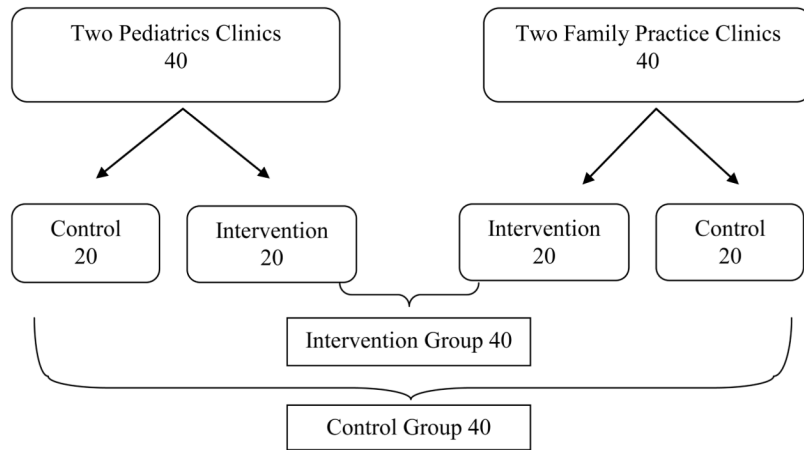 Two Pediatrics Clinics
40
Two Family Practice Clinics
40
Control
20
Intervention
20
Intervention
20
Control
20
Intervention Group 40
Control Group 40